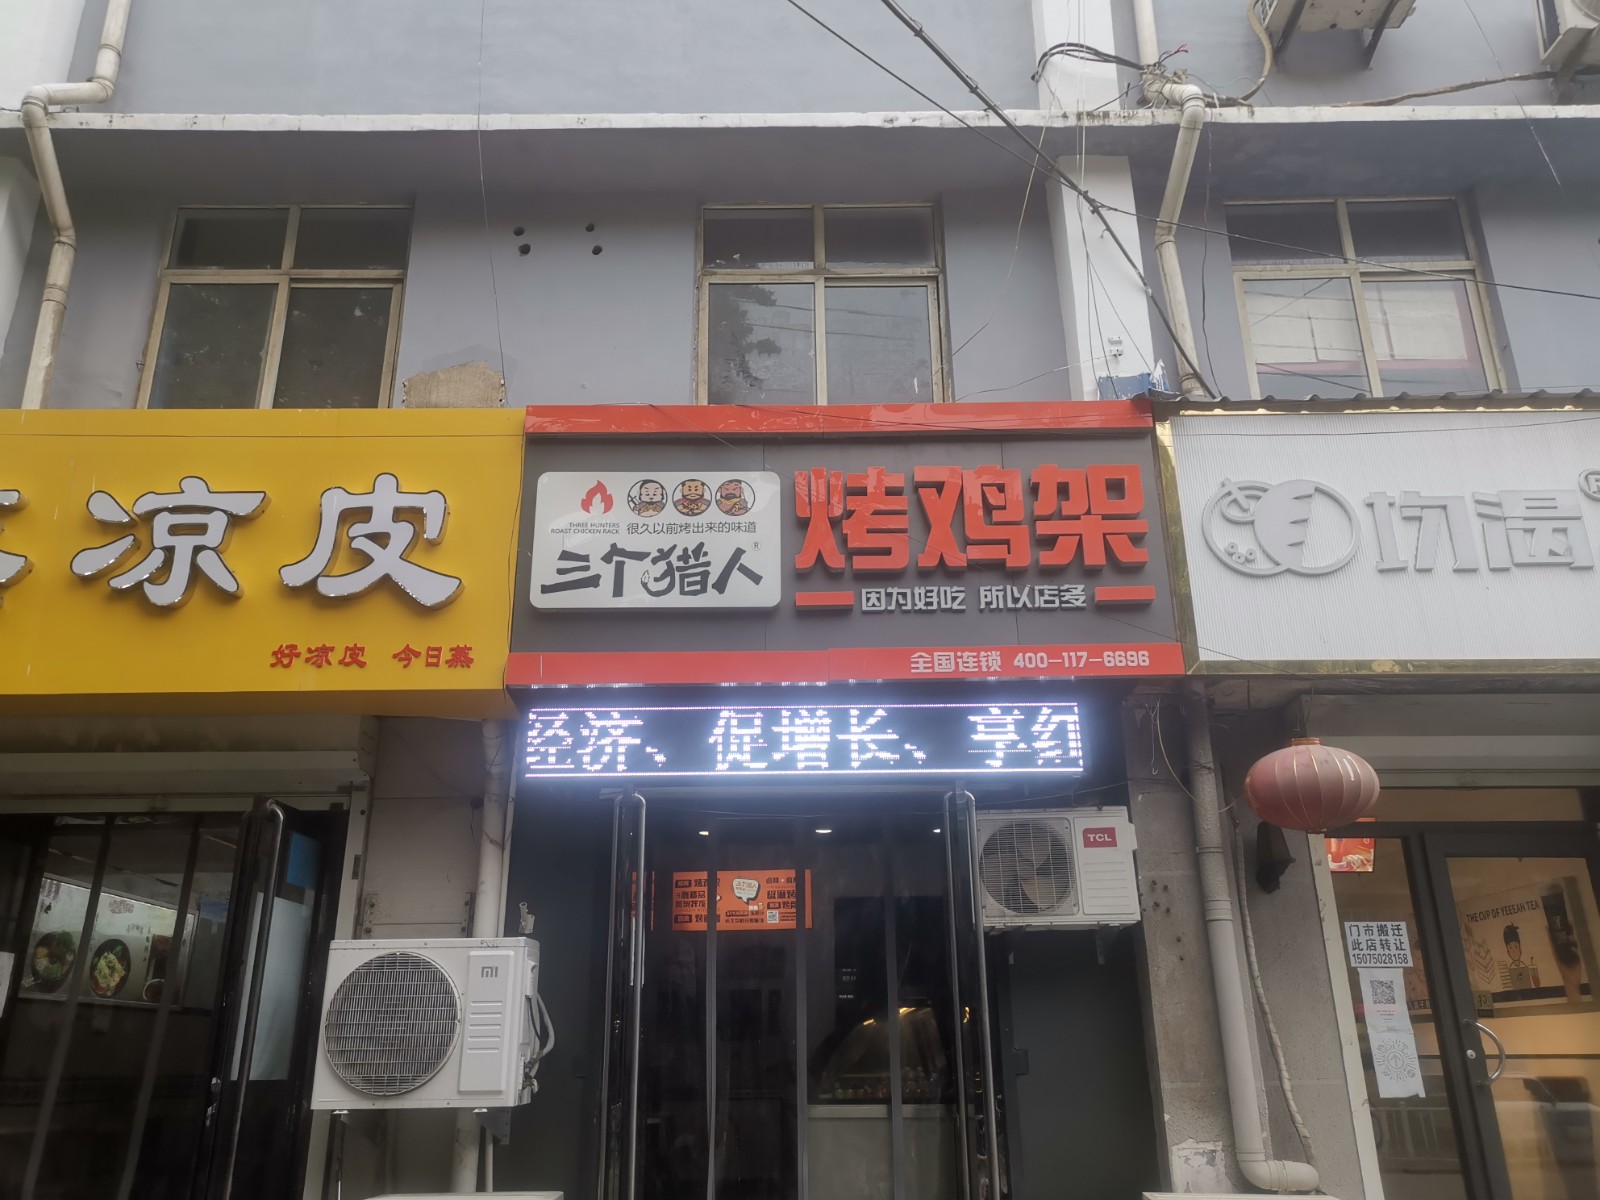 凉皮
好凉皮 今日蒸
THREE HUNTERS
ROAST CHICKEN RACK
很久以前烤出来的味道
三个猎人®
烤鸡架
因为好吃 所以店多
全国连锁 400-117-6696
经济、促增长、享红
切渴
TCL
mi
THE CUP OF YEEEAH TEA
门市搬迁
此店转让
15075028158